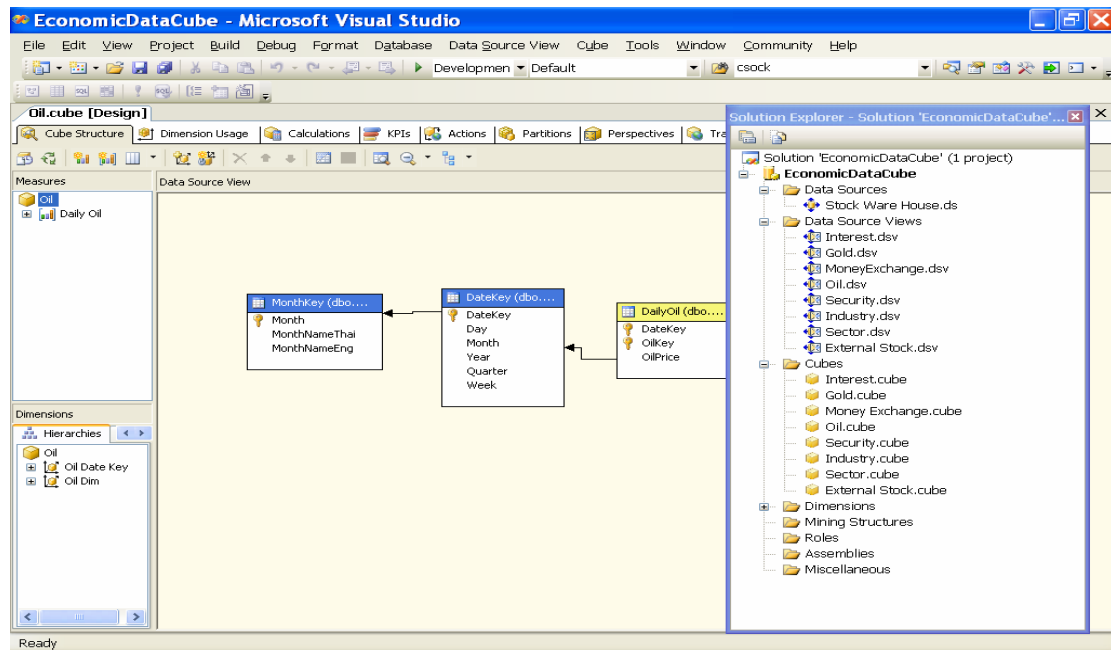 EconomicDataCube - Microsoft Visual Studio
File Edit View Project Build Debug Format Database Data Source View Cube Tools Window Community Help
Developmen Default csock
Oil.cube [Design]
Cube Structure Dimension Usage Calculations KPIs Actions Partitions Perspectives Tra
Measures
Oil
Daily Oil
Dimensions
Hierarchies
Oil
Oil Date Key
Oil Dim
Data Source View
MonthKey (dbo....
Month
MonthNameThai
MonthNameEng
DateKey (dbo....
DateKey
Day
Month
Year
Quarter
Week
DailyOil (dbo....
DateKey
OilKey
OilPrice
Solution Explorer - Solution 'EconomicDataCube'...
Solution 'EconomicDataCube' (1 project)
EconomicDataCube
Data Sources
Stock Ware House.ds
Data Source Views
Interest.dsv
Gold.dsv
MoneyExchange.dsv
Oil.dsv
Security.dsv
Industry.dsv
Sector.dsv
External Stock.dsv
Cubes
Interest.cube
Gold.cube
Money Exchange.cube
Oil.cube
Security.cube
Industry.cube
Sector.cube
External Stock.cube
Dimensions
Mining Structures
Roles
Assemblies
Miscellaneous
Ready